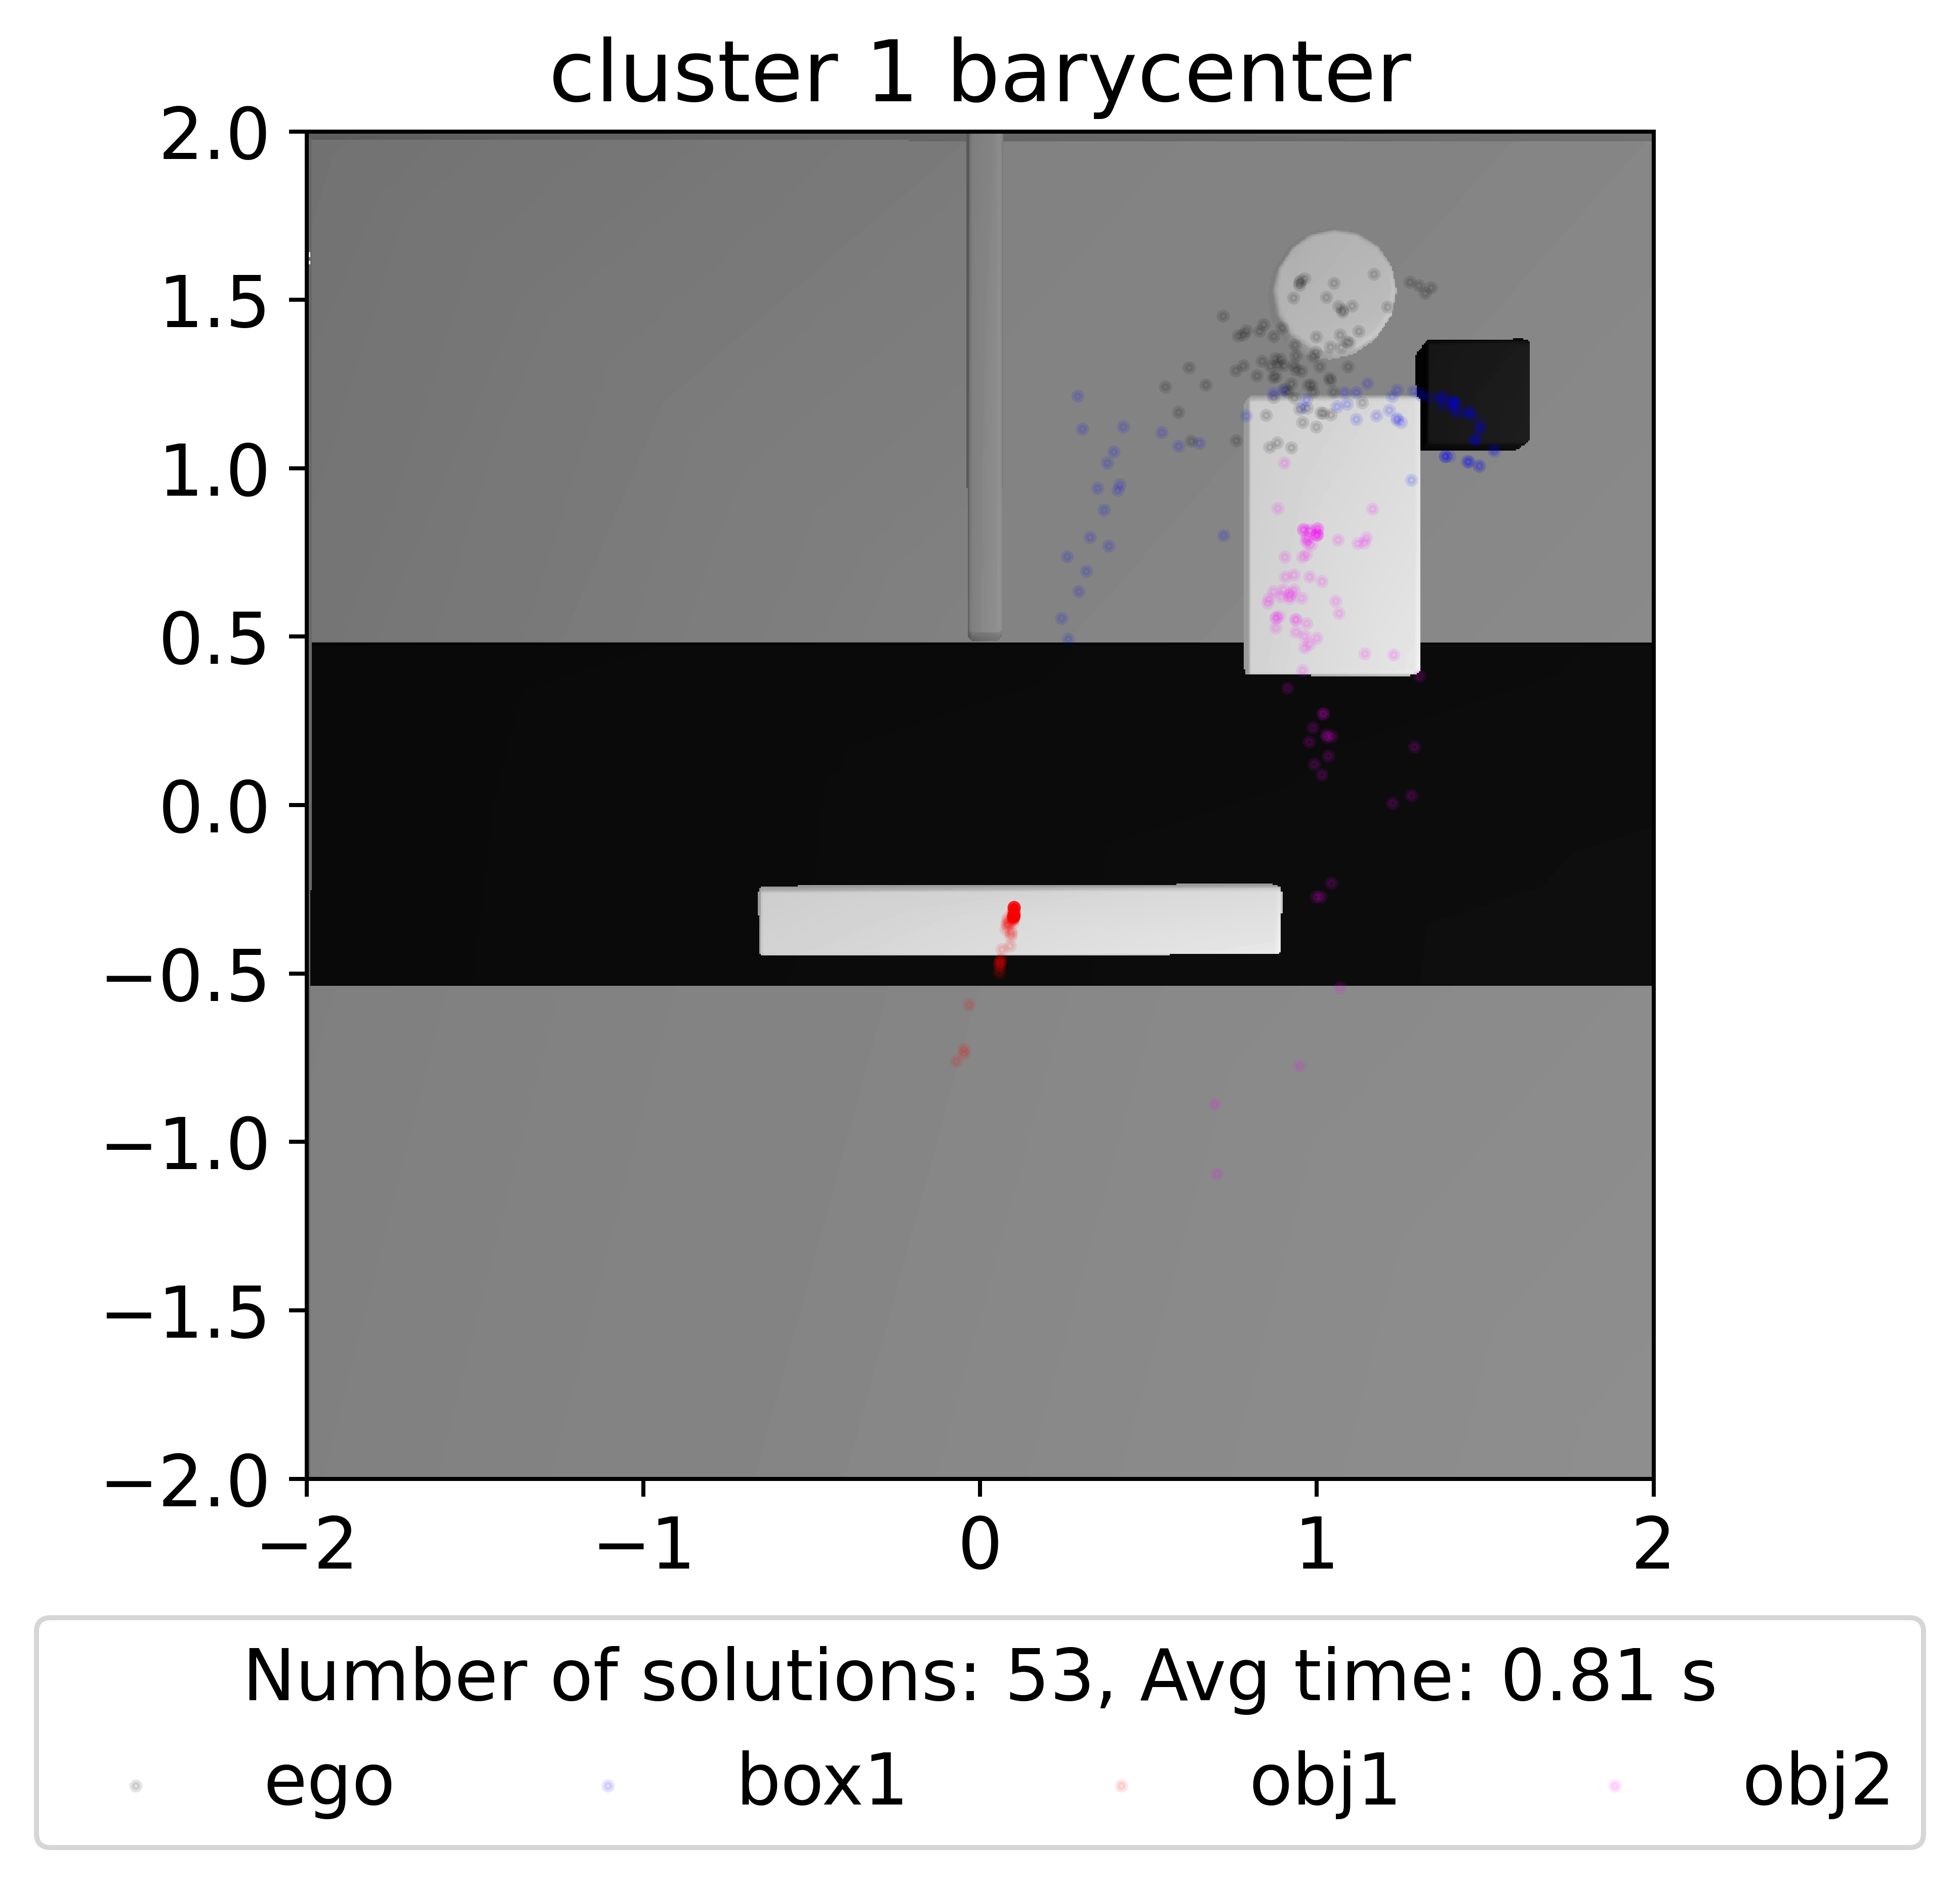 cluster 1 barycenter
2.0
1.5
1.0
0.5
0.0
−0.5
−1.0
−1.5
−2.0
−2 −1 0 1 2
Number of solutions: 53, Avg time: 0.81 s
ego box1 obj1 obj2